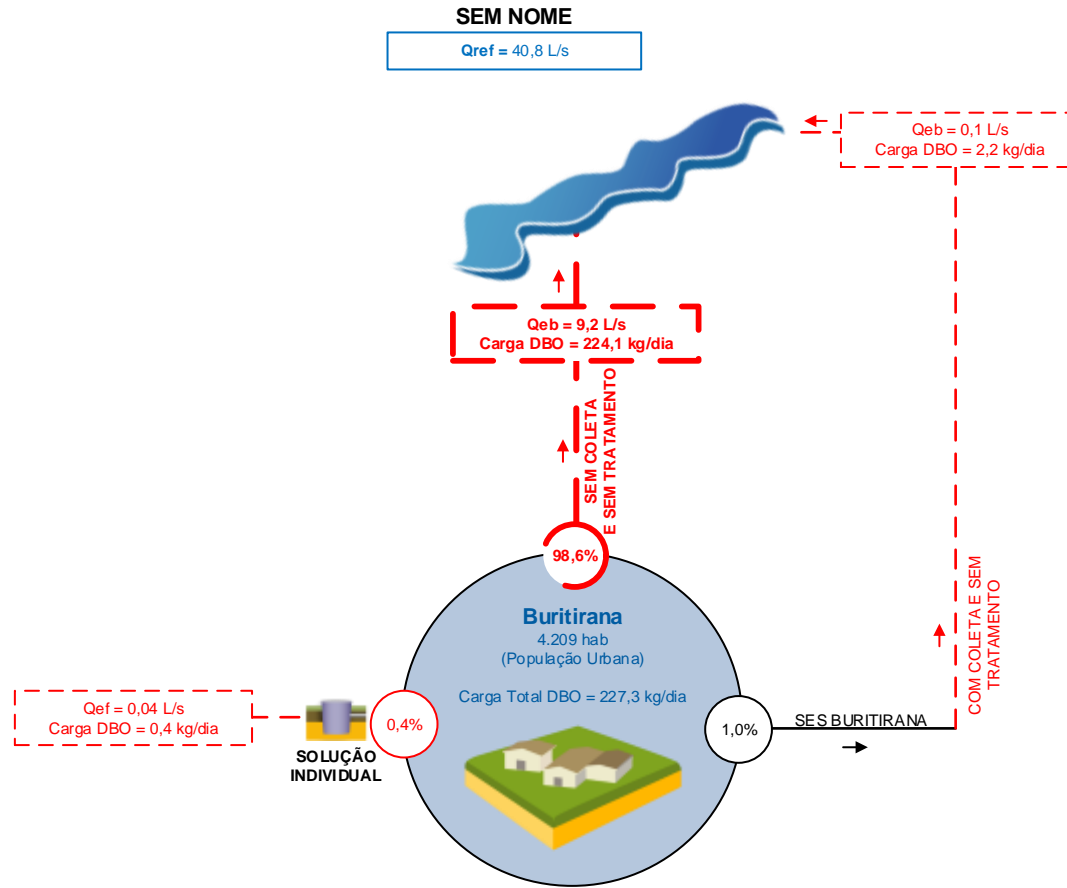 SEM NOME
Qref = 40,8 L/s
Qeb = 0,1 L/s
Carga DBO = 2,2 kg/dia
Qeb = 9,2 L/s
Carga DBO = 224,1 kg/dia
SEM COLETA
E SEM TRATAMENTO
98,6%
Buritirana
4.209 hab
(População Urbana)
Carga Total DBO = 227,3 kg/dia
Qef = 0,04 L/s
Carga DBO = 0,4 kg/dia
SOLUÇÃO
INDIVIDUAL
0,4%
1,0%
SES BURITIRANA
COM COLETA E SEM
TRATAMENTO